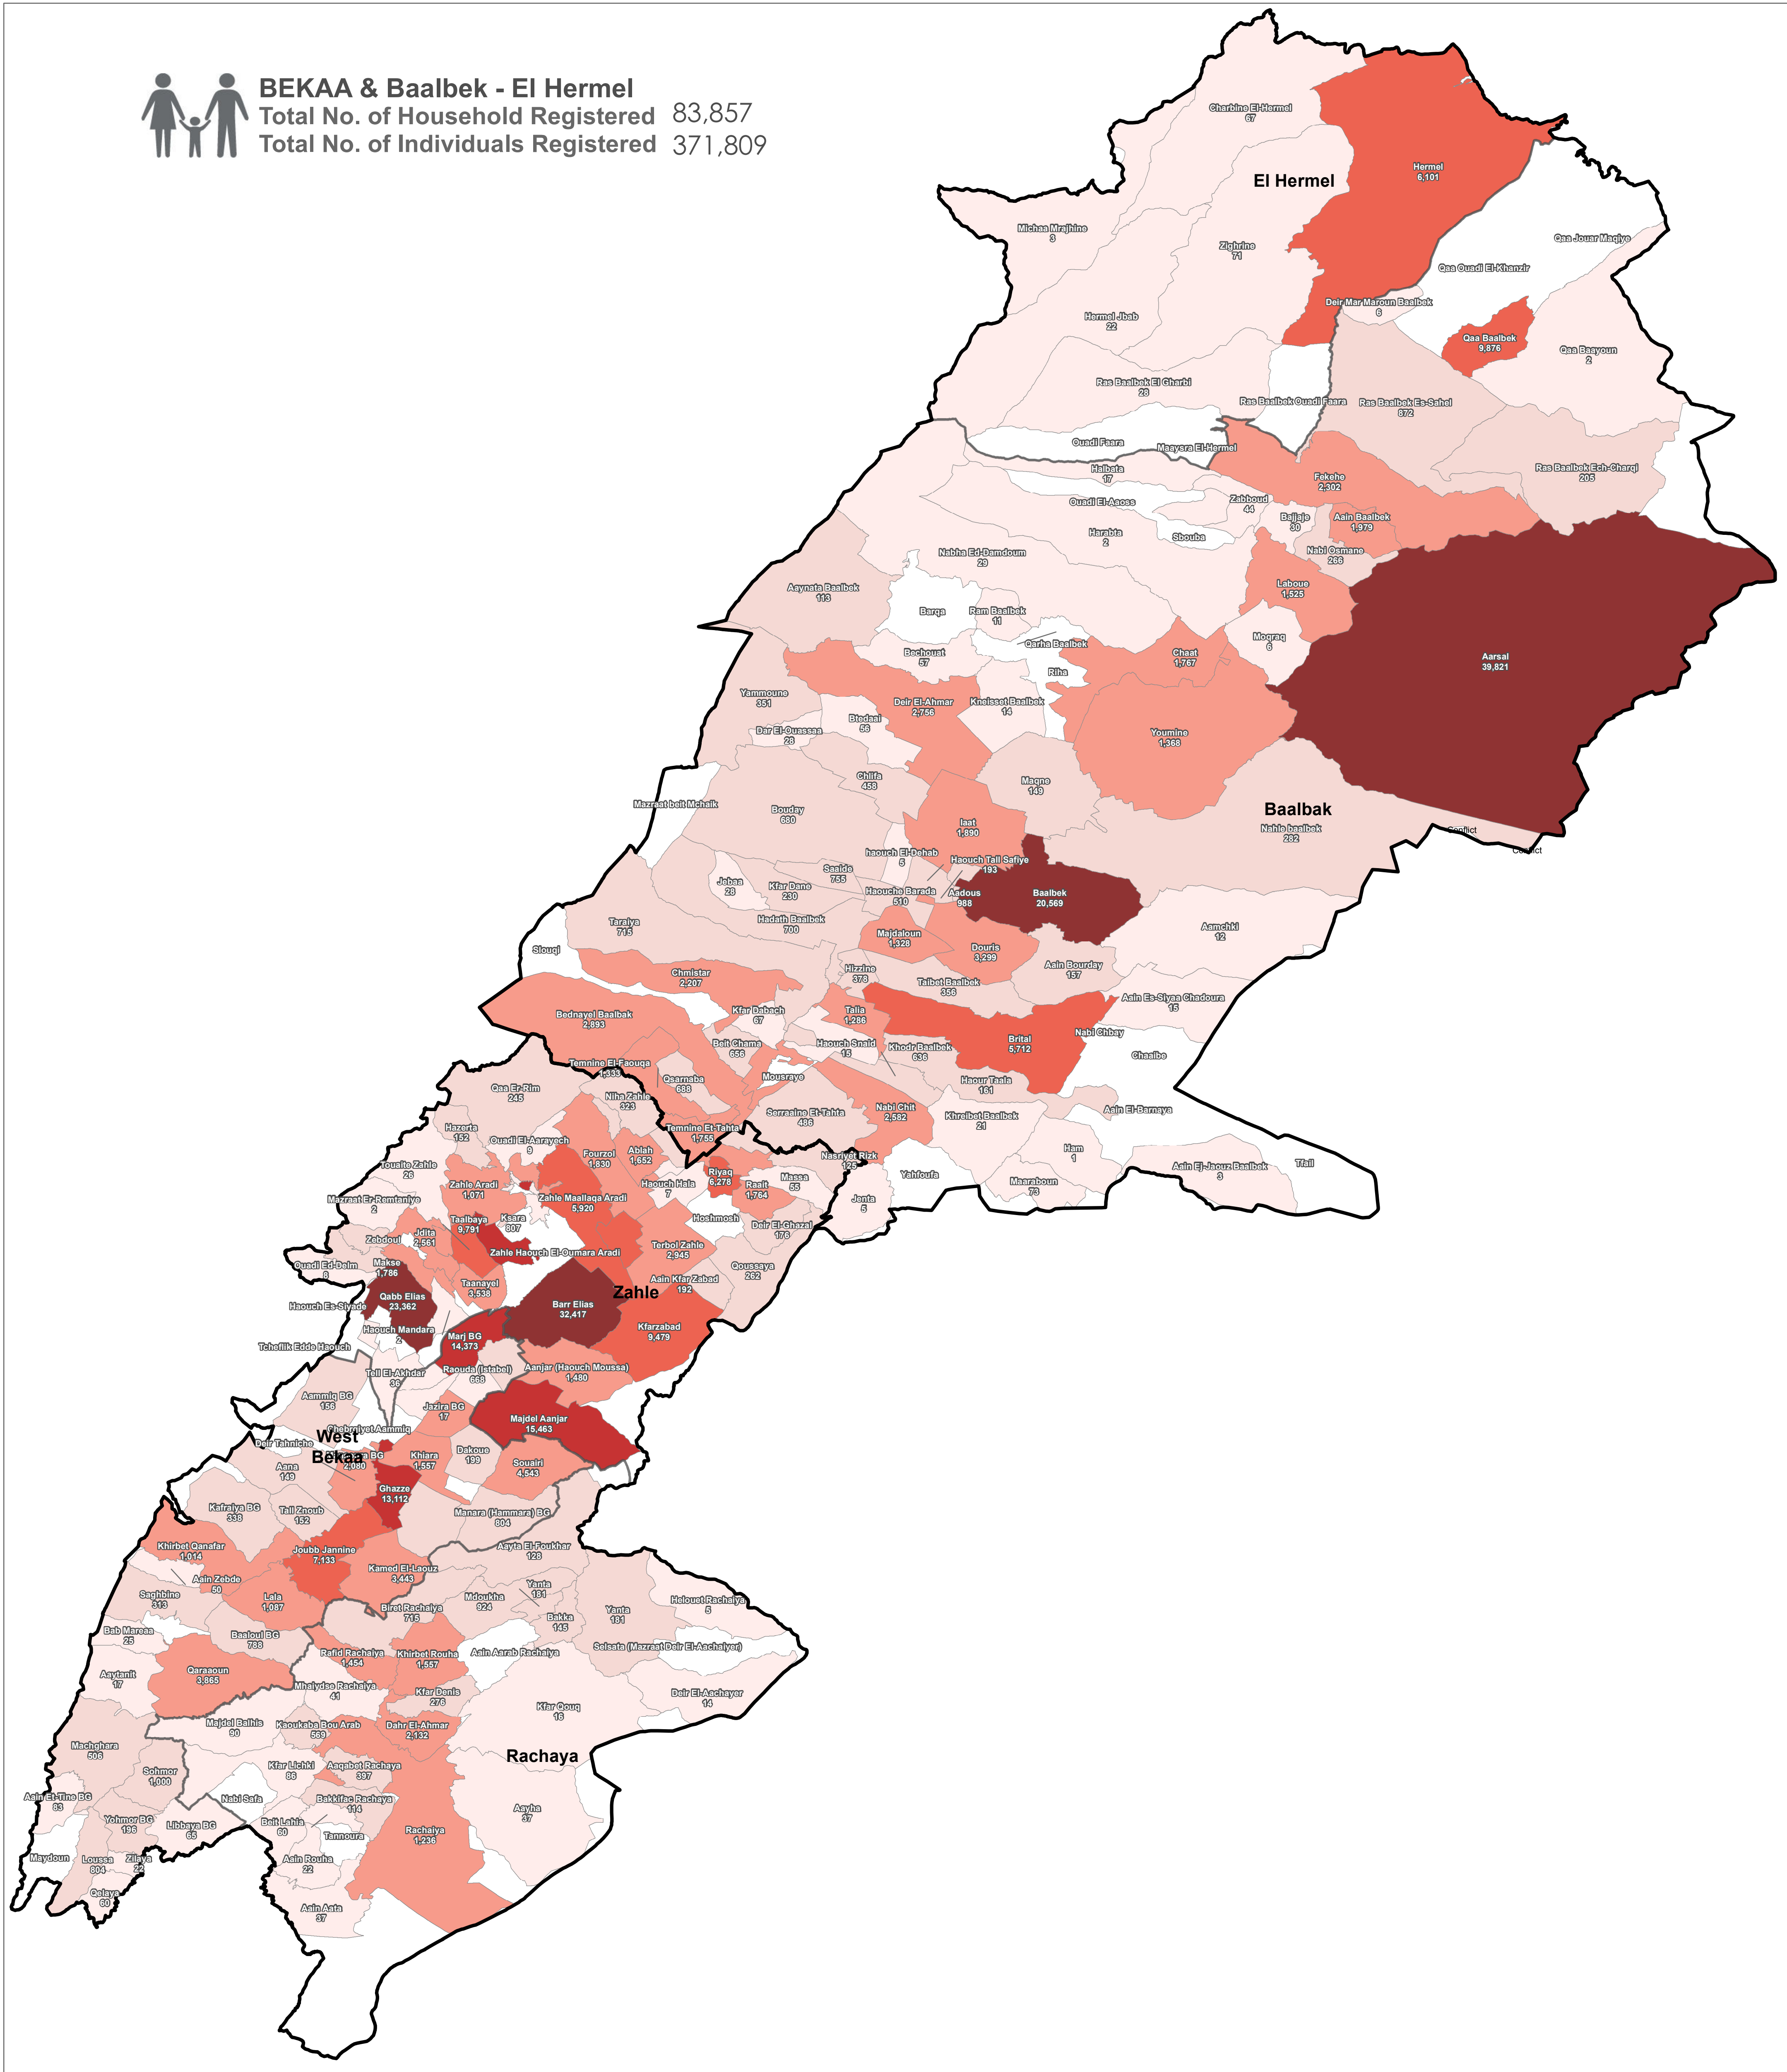 BEKAA & Baalbek - El Hermel
Total No. of Household Registered 83,857
Total No. of Individuals Registered 371,809
Charbine El-Hermel
67
Hermel
6,101
El Hermel
Michaa Mrajhine
3
Zighrine
71
Qaa Jouar Maqiye
Qaa Ouadi El-Khanzir
Deir Mar Maroun Baalbek
6
Hermel Jbab
22
Qaa Baalbek
9,876
Qaa Baayoun
2
Ras Baalbek El Gharbi
28
Ras Baalbek Ouadi Faara
Ras Baalbek Es-Sahel
872
Ouadi Faara
Maaysra El-Hermel
Halbata
17
Fekehe
2,302
Ras Baalbek Ech-Charqi
205
Ouadi El-Aaoss
Zabboud
44
Bajjaje
30
Aain Baalbek
1,979
Harabta
2
Sbouba
Nabi Osmane
266
Nabha Ed-Damdoum
29
Aaynata Baalbek
113
Laboue
1,525
Barqa
Ram Baalbek
11
Moqraq
6
Qarha Baalbek
Bechouat
57
Chaat
1,767
Aarsal
39,821
Riha
Yammoune
351
Deir El-Ahmar
2,756
Kneisset Baalbek
14
Btedaai
56
Dar El-Ouassaa
28
Youmine
1,368
Chlifa
458
Maqne
149
Mazraat beit Mchaik
Bouday
680
Baalbak
Iaat
1,890
Nahle baalbek
282
Conflict
Conflict
haouch El-Dehab
5
Haouch Tall Safiye
193
Saaide
755
Jebaa
28
Kfar Dane
230
Haouche Barada
510
Aadous
988
Baalbek
20,569
Taraiya
715
Hadath Baalbek
700
Majdaloun
1,328
Aamchki
12
Slouqi
Douris
3,299
Chmistar
2,207
Hizzine
378
Aain Bourday
157
Taibet Baalbek
356
Aain Es-Siyaa Chadoura
15
Bednayel Baalbak
2,893
Kfar Dabach
67
Talia
1,286
Nabi Chbay
Brital
5,712
Beit Chama
656
Haouch Snaid
15
Khodr Baalbek
636
Chaaibe
Temnine El-Faouqa
1,333
Qsarnaba
688
Mousraye
Haour Taala
161
Qaa Er-Rim
245
Niha Zahle
323
Serraaine Et-Tahta
486
Nabi Chit
2,582
Khreibet Baalbek
21
Aain El-Barnaya
Hazerta
152
Temnine Et-Tahta
1,755
Ouadi El-Aarayech
9
Fourzol
1,830
Ablah
1,652
Ham
1
Touaite Zahle
26
Nasriyet Rizk
125
Aain Ej-Jaouz Baalbek
3
Tfail
Riyaq
6,278
Massa
55
Yahfoufa
Zahle Aradi
1,071
Haouch Hala
7
Raait
1,764
Maaraboun
73
Mazraat Er-Remtaniye
2
Zahle Maallaqa Aradi
5,920
Jenta
5
Taalbaya
9,791
Ksara
807
Hoshmosh
Deir El-Ghazal
176
Zebdoul
Jdita
2,561
Zahle Haouch El-Oumara Aradi
Terbol Zahle
2,945
Ouadi Ed-Delm
8
Makse
1,786
Taanayel
3,538
Aain Kfar Zabad
192
Qoussaya
262
Zahle
Qabb Elias
23,362
Haouch Es-Siyade
Barr Elias
32,417
Haouch Mandara
2
Marj BG
14,373
Kfarzabad
9,479
Tcheflik Edde Haouch
Tell El-Akhdar
36
Raouda (Istabel)
668
Aanjar (Haouch Moussa)
1,480
Aammiq BG
156
Jazira BG
17
Majdel Aanjar
15,463
Chebrqiyet Aammiq
West
Bekaa
Deir Tahniche
2,080
Khiara
1,557
Dakoue
199
Souairi
4,543
Aana
149
Ghazze
13,112
Kafraiya BG
338
Tall Znoub
152
Manara (Hammara) BG
804
Khirbet Qanafar
1,014
Joubb Jannine
7,133
Aayta El-Foukhar
128
Kamed El-Laouz
3,443
Aain Zebde
50
Saghbine
313
Lala
1,087
Mdoukha
924
Yanta
181
Helouet Rachaiya
5
Biret Rachaiya
715
Bakka
145
Yanta
181
Bab Mareaa
25
Baaloul BG
788
Rafid Rachaiya
1,454
Khirbet Rouha
1,557
Aain Aarab Rachaiya
Selsata (Mazraat Deir El-Aachaiyer)
Aaytanit
17
Qaraaoun
3,865
Mhaiydse Rachaiya
41
Kfar Denis
276
Deir El-Aachayer
14
Majdel Balhis
90
Kaoukaba Bou Arab
569
Dahr El-Ahmar
2,132
Kfar Qouq
16
Machghara
506
Rachaya
Sohmor
1,000
Kfar Lichki
86
Aaqabet Rachaya
397
Aain Et-Tine BG
83
Nabi Safa
Bakkifac Rachaya
114
Aayha
37
Yohmor BG
196
Libbaya BG
65
Beit Lahia
60
Tannoura
Rachaiya
1,236
Maydoun
Loussa
804
Zilaya
22
Aain Rouha
22
Qelaya
60
Aain Aata
37